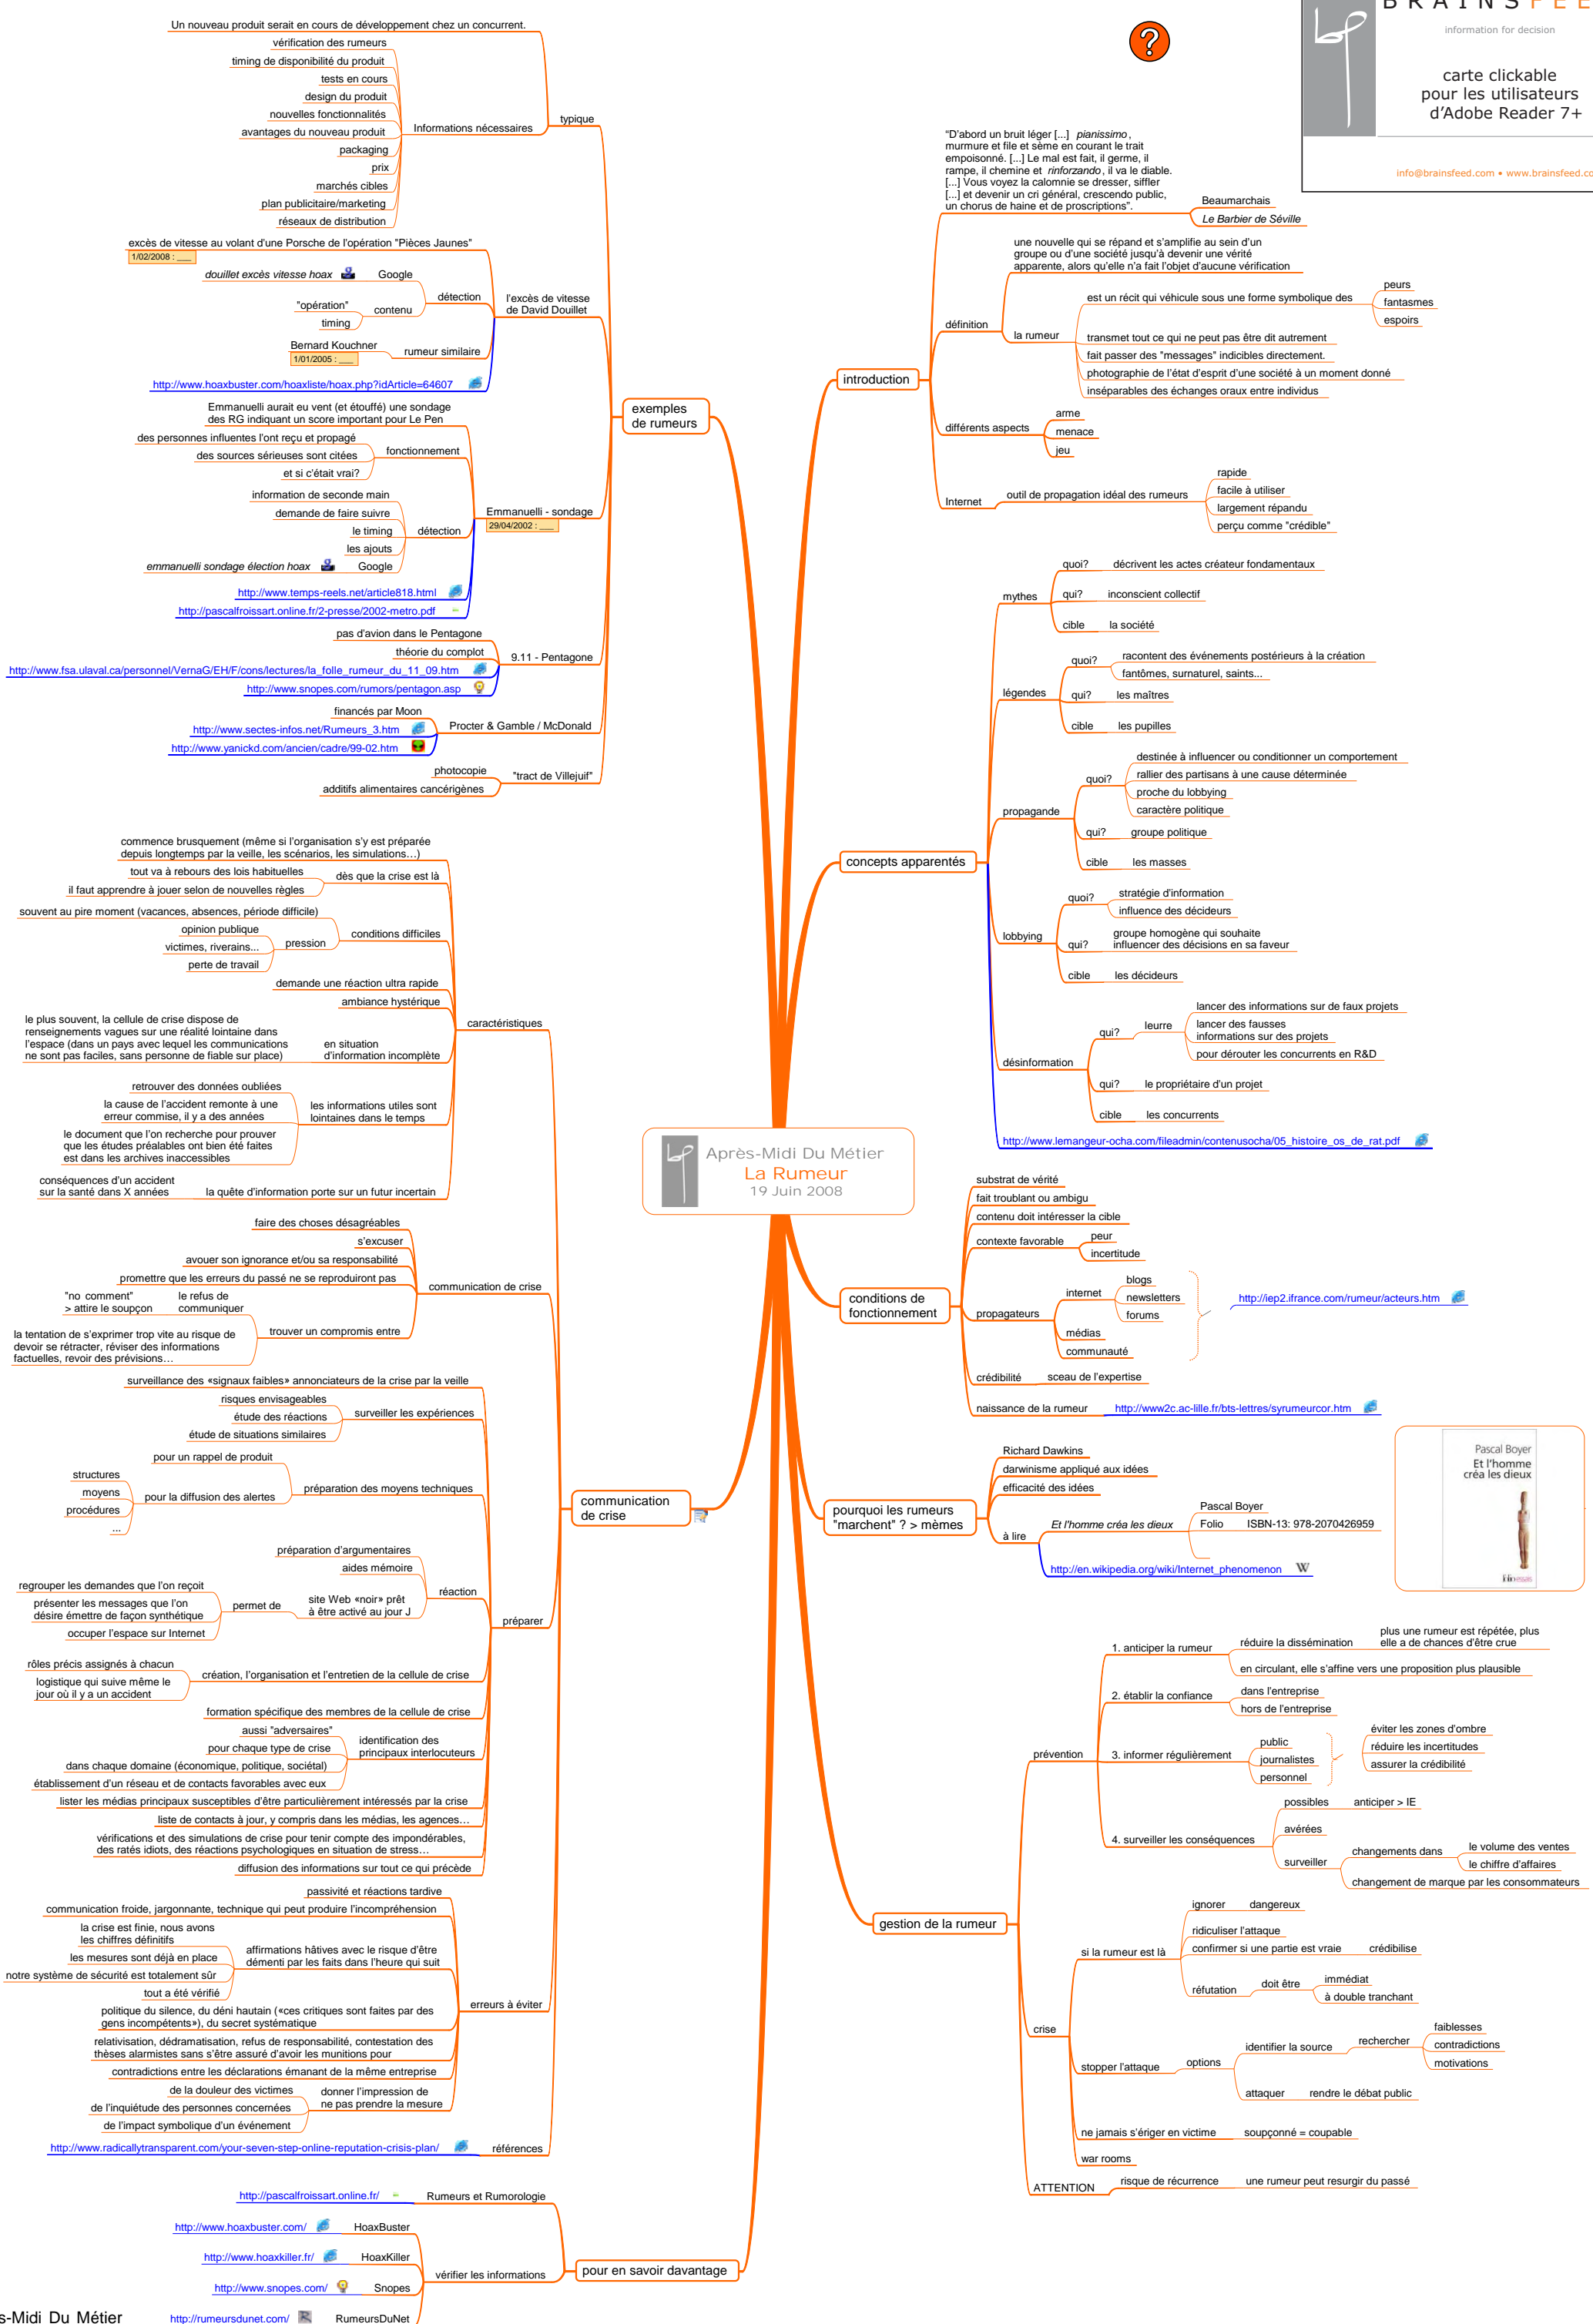 BRAINSFEE
information for decision
carte clickable
pour les utilisateurs
d'Adobe Reader 7+
info@brainsfeed.com • www.brainsfeed.co
?
Après-Midi Du Métier
La Rumeur
19 Juin 2008
introduction
"D'abord un bruit léger [...] pianissimo,
murmure et file et sème en courant le trait
empoisonné. [...] Le mal est fait, il germe, il
rampe, il chemine et rinforzando, il va le diable.
[...] Vous voyez la calomnie se dresser, siffler
[...] et devenir un cri général, crescendo public,
un chorus de haine et de proscriptions".
Beaumarchais
Le Barbier de Séville
définition
une nouvelle qui se répand et s'amplifie au sein d'un
groupe ou d'une société jusqu'à devenir une vérité
apparente, alors qu'elle n'a fait l'objet d'aucune vérification
la rumeur
est un récit qui véhicule sous une forme symbolique des
peurs
fantasmes
espoirs
transmet tout ce qui ne peut pas être dit autrement
fait passer des "messages" indicibles directement.
photographie de l'état d'esprit d'une société à un moment donné
inséparables des échanges oraux entre individus
différents aspects
arme
menace
jeu
Internet
outil de propagation idéal des rumeurs
rapide
facile à utiliser
largement répandu
perçu comme "crédible"
concepts apparentés
mythes
quoi? décrivent les actes créateur fondamentaux
qui? inconscient collectif
cible la société
légendes
quoi?
racontent des événements postérieurs à la création
fantômes, surnaturel, saints...
qui? les maîtres
cible les pupilles
propagande
quoi?
destinée à influencer ou conditionner un comportement
rallier des partisans à une cause déterminée
proche du lobbying
caractère politique
qui? groupe politique
cible les masses
lobbying
quoi?
stratégie d'information
influence des décideurs
qui?
groupe homogène qui souhaite
influencer des décisions en sa faveur
cible les décideurs
désinformation
qui? leurre
lancer des informations sur de faux projets
lancer des fausses
informations sur des projets
pour dérouter les concurrents en R&D
qui? le propriétaire d'un projet
cible les concurrents
http://www.lemangeur-ocha.com/fileadmin/contenusocha/05_histoire_os_de_rat.pdf
conditions de
fonctionnement
substrat de vérité
fait troublant ou ambigu
contenu doit intéresser la cible
contexte favorable
peur
incertitude
propagateurs
internet
blogs
newsletters
forums
médias
communauté
http://iep2.ifrance.com/rumeur/acteurs.htm
crédibilité sceau de l'expertise
naissance de la rumeur http://www2c.ac-lille.fr/bts-lettres/syrumeurcor.htm
pourquoi les rumeurs
"marchent" ? > mèmes
Richard Dawkins
darwinisme appliqué aux idées
efficacité des idées
à lire
Et l'homme créa les dieux
Pascal Boyer
Folio ISBN-13: 978-2070426959
http://en.wikipedia.org/wiki/Internet_phenomenon W
Pascal Boyer
Et l'homme
créa les dieux
folio essais
gestion de la rumeur
prévention
1. anticiper la rumeur
réduire la dissémination
plus une rumeur est répétée, plus
elle a de chances d'être crue
en circulant, elle s'affine vers une proposition plus plausible
2. établir la confiance
dans l'entreprise
hors de l'entreprise
3. informer régulièrement
public
journalistes
personnel
éviter les zones d'ombre
réduire les incertitudes
assurer la crédibilité
4. surveiller les conséquences
possibles anticiper > IE
avérées
surveiller
changements dans
le volume des ventes
le chiffre d'affaires
changement de marque par les consommateurs
crise
si la rumeur est là
ignorer dangereux
ridiculiser l'attaque
confirmer si une partie est vraie crédibilise
réfutation doit être
immédiat
à double tranchant
stopper l'attaque options
identifier la source rechercher
faiblesses
contradictions
motivations
attaquer rendre le débat public
ne jamais s'ériger en victime soupçonné = coupable
war rooms
ATTENTION risque de récurrence une rumeur peut resurgir du passé
exemples
de rumeurs
typique
Un nouveau produit serait en cours de développement chez un concurrent.
Informations nécessaires
vérification des rumeurs
timing de disponibilité du produit
tests en cours
design du produit
nouvelles fonctionnalités
avantages du nouveau produit
packaging
prix
marchés cibles
plan publicitaire/marketing
réseaux de distribution
l'excès de vitesse
de David Douillet
excès de vitesse au volant d'une Porsche de l'opération "Pièces Jaunes"
1/02/2008 : ___
détection
douillet excès vitesse hoax Google
contenu
"opération"
timing
rumeur similaire
Bernard Kouchner
1/01/2005 : ___
http://www.hoaxbuster.com/hoaxliste/hoax.php?idArticle=64607
Emmanuelli - sondage
29/04/2002 : ___
Emmanuelli aurait eu vent (et étouffé) une sondage
des RG indiquant un score important pour Le Pen
fonctionnement
des personnes influentes l'ont reçu et propagé
des sources sérieuses sont citées
et si c'était vrai?
détection
information de seconde main
demande de faire suivre
le timing
les ajouts
emmanuelli sondage élection hoax Google
http://www.temps-reels.net/article818.html
http://pascalfroissart.online.fr/2-presse/2002-metro.pdf
9.11 - Pentagone
pas d'avion dans le Pentagone
théorie du complot
http://www.fsa.ulaval.ca/personnel/VernaG/EH/F/cons/lectures/la_folle_rumeur_du_11_09.htm
http://www.snopes.com/rumors/pentagon.asp
Procter & Gamble / McDonald
financés par Moon
http://www.sectes-infos.net/Rumeurs_3.htm
http://www.yanickd.com/ancien/cadre/99-02.htm
"tract de Villejuif"
photocopie
additifs alimentaires cancérigènes
communication
de crise
caractéristiques
commence brusquement (même si l'organisation s'y est préparée
depuis longtemps par la veille, les scénarios, les simulations…)
dès que la crise est là
tout va à rebours des lois habituelles
il faut apprendre à jouer selon de nouvelles règles
conditions difficiles
souvent au pire moment (vacances, absences, période difficile)
pression
opinion publique
victimes, riverains...
perte de travail
demande une réaction ultra rapide
ambiance hystérique
en situation
d'information incomplète
le plus souvent, la cellule de crise dispose de
renseignements vagues sur une réalité lointaine dans
l'espace (dans un pays avec lequel les communications
ne sont pas faciles, sans personne de fiable sur place)
les informations utiles sont
lointaines dans le temps
retrouver des données oubliées
la cause de l'accident remonte à une
erreur commise, il y a des années
le document que l'on recherche pour prouver
que les études préalables ont bien été faites
est dans les archives inaccessibles
la quête d'information porte sur un futur incertain
conséquences d'un accident
sur la santé dans X années
communication de crise
faire des choses désagréables
s'excuser
avouer son ignorance et/ou sa responsabilité
promettre que les erreurs du passé ne se reproduiront pas
trouver un compromis entre
le refus de
communiquer
"no comment"
> attire le soupçon
la tentation de s'exprimer trop vite au risque de
devoir se rétracter, réviser des informations
factuelles, revoir des prévisions…
préparer
surveillance des «signaux faibles» annonciateurs de la crise par la veille
surveiller les expériences
risques envisageables
étude des réactions
étude de situations similaires
préparation des moyens techniques
pour un rappel de produit
pour la diffusion des alertes
structures
moyens
procédures
...
réaction
préparation d'argumentaires
aides mémoire
site Web «noir» prêt
à être activé au jour J
permet de
regrouper les demandes que l'on reçoit
présenter les messages que l'on
désire émettre de façon synthétique
occuper l'espace sur Internet
création, l'organisation et l'entretien de la cellule de crise
rôles précis assignés à chacun
logistique qui suive même le
jour où il y a un accident
formation spécifique des membres de la cellule de crise
identification des
principaux interlocuteurs
aussi "adversaires"
pour chaque type de crise
dans chaque domaine (économique, politique, sociétal)
établissement d'un réseau et de contacts favorables avec eux
lister les médias principaux susceptibles d'être particulièrement intéressés par la crise
liste de contacts à jour, y compris dans les médias, les agences…
vérifications et des simulations de crise pour tenir compte des impondérables,
des ratés idiots, des réactions psychologiques en situation de stress…
diffusion des informations sur tout ce qui précède
erreurs à éviter
passivité et réactions tardive
communication froide, jargonnante, technique qui peut produire l'incompréhension
affirmations hâtives avec le risque d'être
démenti par les faits dans l'heure qui suit
la crise est finie, nous avons
les chiffres définitifs
les mesures sont déjà en place
notre système de sécurité est totalement sûr
tout a été vérifié
politique du silence, du déni hautain («ces critiques sont faites par des
gens incompétents»), du secret systématique
relativisation, dédramatisation, refus de responsabilité, contestation des
thèses alarmistes sans s'être assuré d'avoir les munitions pour
contradictions entre les déclarations émanant de la même entreprise
donner l'impression de
ne pas prendre la mesure
de la douleur des victimes
de l'inquiétude des personnes concernées
de l'impact symbolique d'un événement
références
http://www.radicallytransparent.com/your-seven-step-online-reputation-crisis-plan/
pour en savoir davantage
http://pascalfroissart.online.fr/ Rumeurs et Rumorologie
vérifier les informations
http://www.hoaxbuster.com/ HoaxBuster
http://www.hoaxkiller.fr/ HoaxKiller
http://www.snopes.com/ Snopes
http://rumeursdunet.com/ RumeursDuNet
s-Midi Du Métier